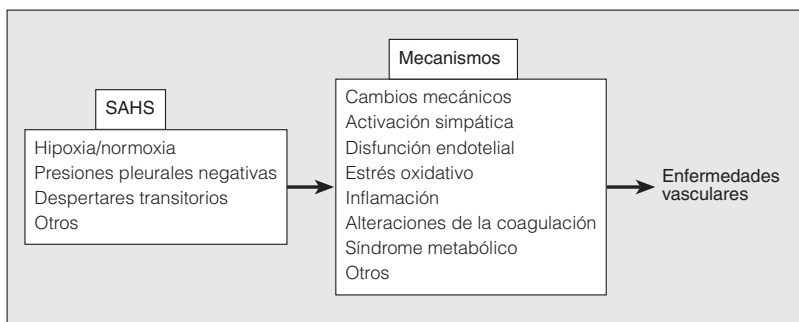 SAHS
Hipoxia/normoxia
Presiones pleurales negativas
Despertares transitorios
Otros
Mecanismos
Cambios mecánicos
Activación simpática
Disfunción endotelial
Estrés oxidativo
Inflamación
Alteraciones de la coagulación
Síndrome metabólico
Otros
Enfermedades
vasculares